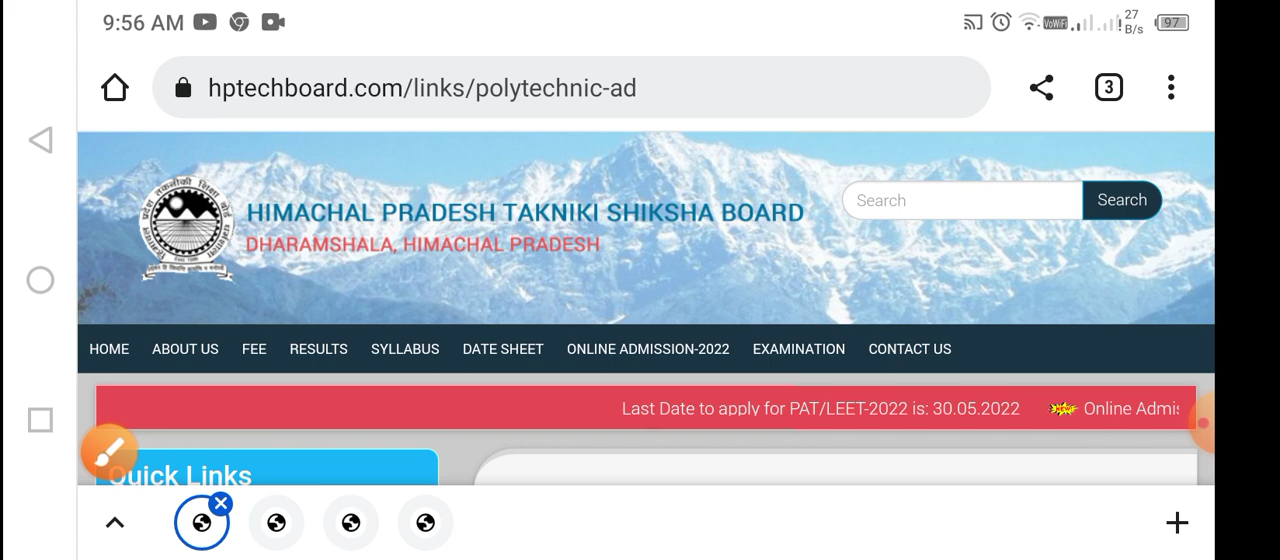 9:56 AM
VoWiFi
27
B/s
97
hptechboard.com/links/polytechnic-ad
3
HIMACHAL PRADESH TAKNIKI SHIKSHA BOARD
DHARAMSHALA, HIMACHAL PRADESH
Search
Search
HOME ABOUT US FEE RESULTS SYLLABUS DATE SHEET ONLINE ADMISSION-2022 EXAMINATION CONTACT US
Last Date to apply for PAT/LEET-2022 is: 30.05.2022 Online Admis
Quick Links